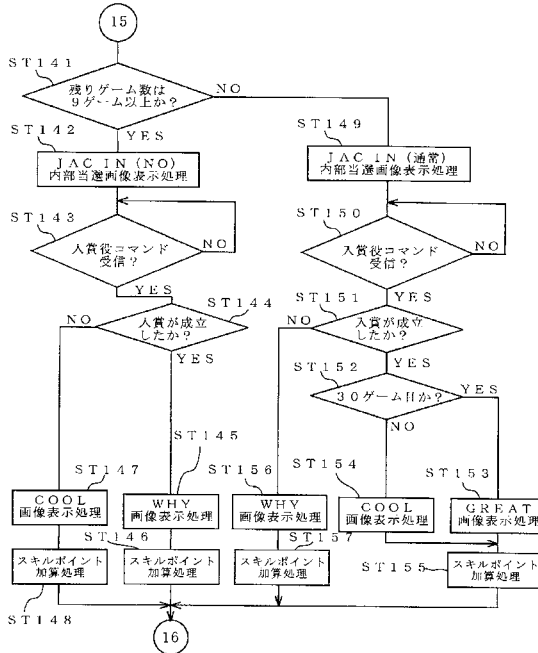 15
ST141
残りゲーム数は
9ゲーム以上か?
NO
YES
ST142
JAC IN (NO)
内部当選画像表示処理
ST149
JAC IN (通常)
内部当選画像表示処理
ST143
入賞役コマンド
受信?
NO
YES
ST150
入賞役コマンド
受信?
NO
YES
ST144
入賞が成立
したか?
NO
YES
ST151
入賞が成立
したか?
NO
YES
ST152
30ゲーム目か?
YES
NO
ST147
COOL
画像表示処理
ST145
WHY
画像表示処理
ST156
WHY
画像表示処理
ST154
COOL
画像表示処理
ST153
GREAT
画像表示処理
ST148
スキルポイント
加算処理
ST146
スキルポイント
加算処理
ST157
スキルポイント
加算処理
ST155
スキルポイント
加算処理
16